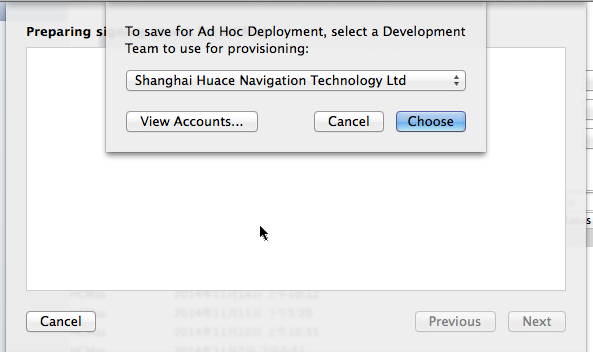 Preparing si
To save for Ad Hoc Deployment, select a Development
Team to use for provisioning:
Shanghai Huace Navigation Technology Ltd
View Accounts...
Cancel
Choose
Cancel
Previous
Next